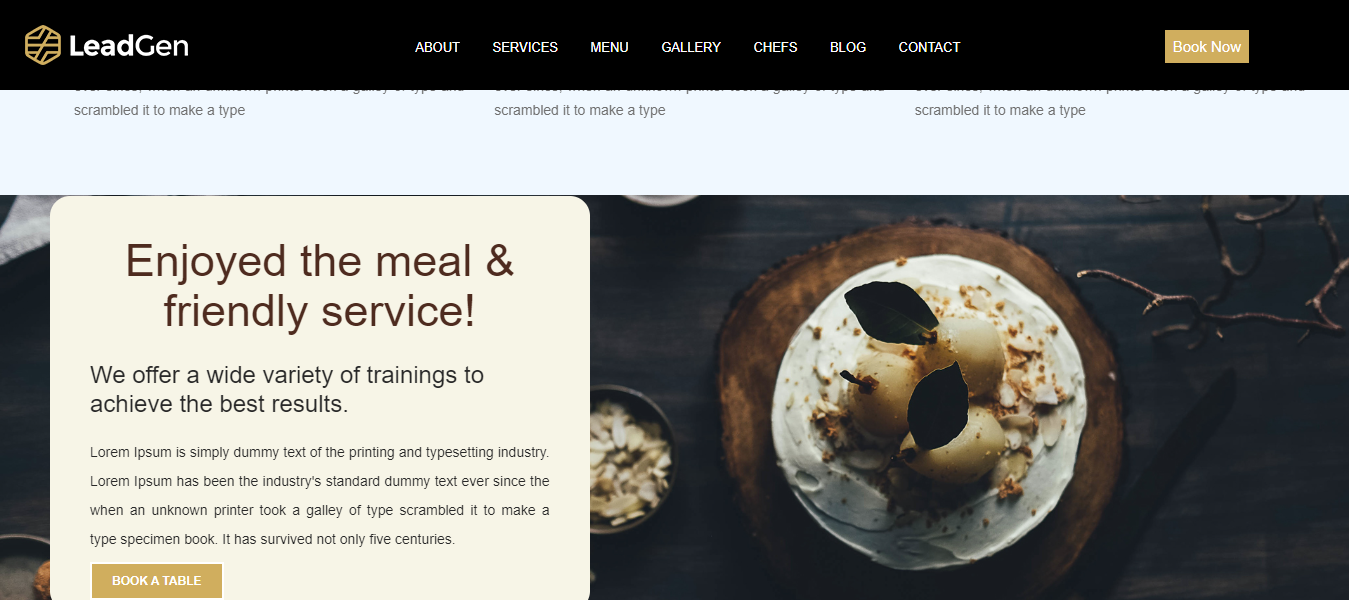 LeadGen
ABOUT SERVICES MENU GALLERY CHEFS BLOG CONTACT
Book Now
scrambled it to make a type
scrambled it to make a type
scrambled it to make a type
Enjoyed the meal &
friendly service!
We offer a wide variety of trainings to
achieve the best results.
Lorem Ipsum is simply dummy text of the printing and typesetting industry.
Lorem Ipsum has been the industry's standard dummy text ever since the
when an unknown printer took a galley of type scrambled it to make a
type specimen book. It has survived not only five centuries.
BOOK A TABLE